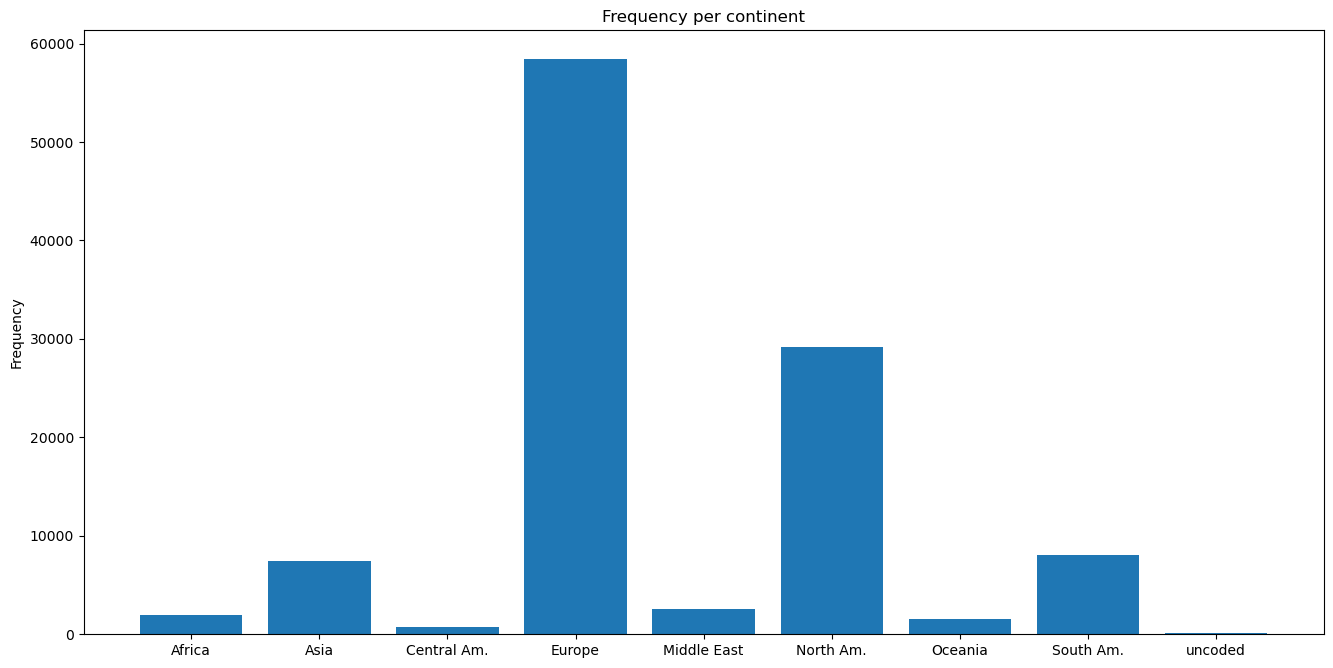 Frequency per continent
60000
50000
40000
30000
20000
10000
0
Frequency
Africa Asia Central Am. Europe Middle East North Am. Oceania South Am. uncoded